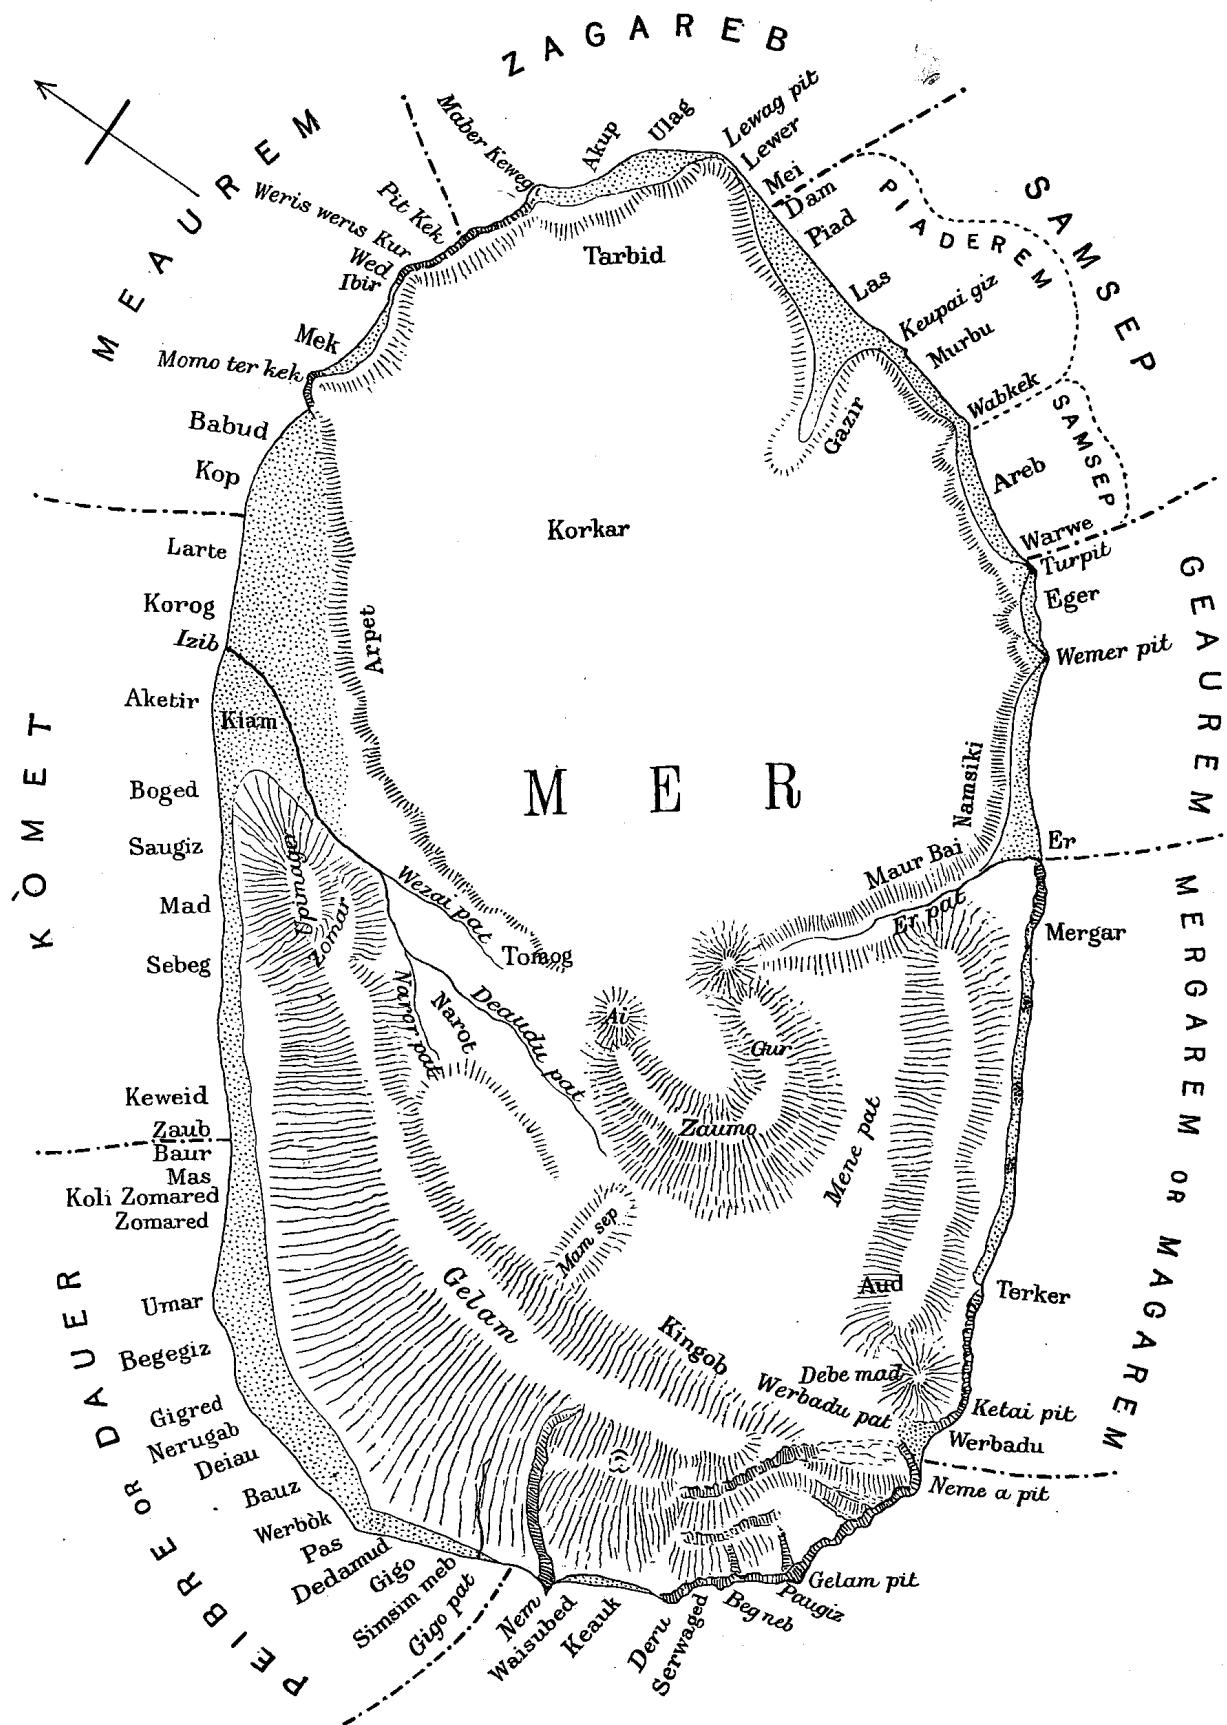 ZAGAREB
MEAUREM
SAMSEP
PIADEREM
SAMSEP
GEAUREM
MERGAREM OR MAGAREM
KÒMET
PEIBRE OR DAUER
Maber Keweg
Akup
Ulag
Lewag pit
Lewer
Mei
Dam
Piad
Las
Keupai giz
Murbu
Wabkek
Areb
Warwe
Turpit
Eger
Wemer pit
Er
Mergar
Terker
Ketai pit
Werbadu
Neme a pit
Gelam pit
Paugiz
Beg neb
Serwaged
Deru
Keauk
Waisubed
Nem
Gigo pat
Simsim meb
Gigo
Dedamud
Pas
Werbòk
Bauz
Deiau
Nerugab
Gigred
Begegiz
Umar
Zomared
Koli Zomared
Mas
Baur
Zaub
Keweid
Sebeg
Mad
Saugiz
Boged
Aketir
Izib
Korog
Larte
Kop
Babud
Momo ter kek
Mek
Ibir
Wed
Weris werus Kur
Pit Kek
Tarbid
Gazir
Korkar
Arpet
Kiam
MER
Namsiki
Maur Bai
Er pat
Wezai pat
Tomog
Zomar
Naror pat
Narot
Deaudu pat
Ai
Gur
Zaumo
Mene pat
Mam sep
Aud
Gelam
Kingob
Debe mad
Werbadu pat